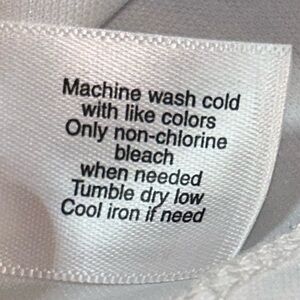 Machine wash cold
with like colors
Only non-chlorine
bleach
when needed
Tumble dry low
Cool iron if need